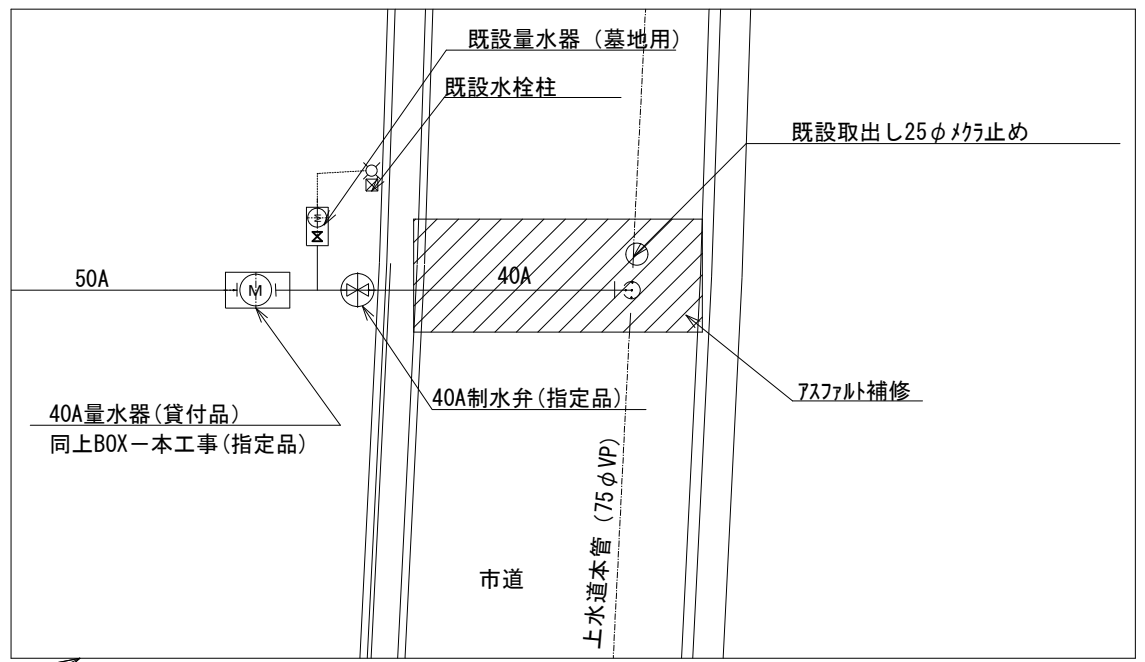 既設量水器（墓地用）
既設水栓柱
既設取出し25φﾒｸﾗ止め
50A
M
M
40A
40A量水器(貸付品)
同上BOX－本工事(指定品)
40A制水弁(指定品)
ｱｽﾌｧﾙﾄ補修
上水道本管（75φVP）
市道